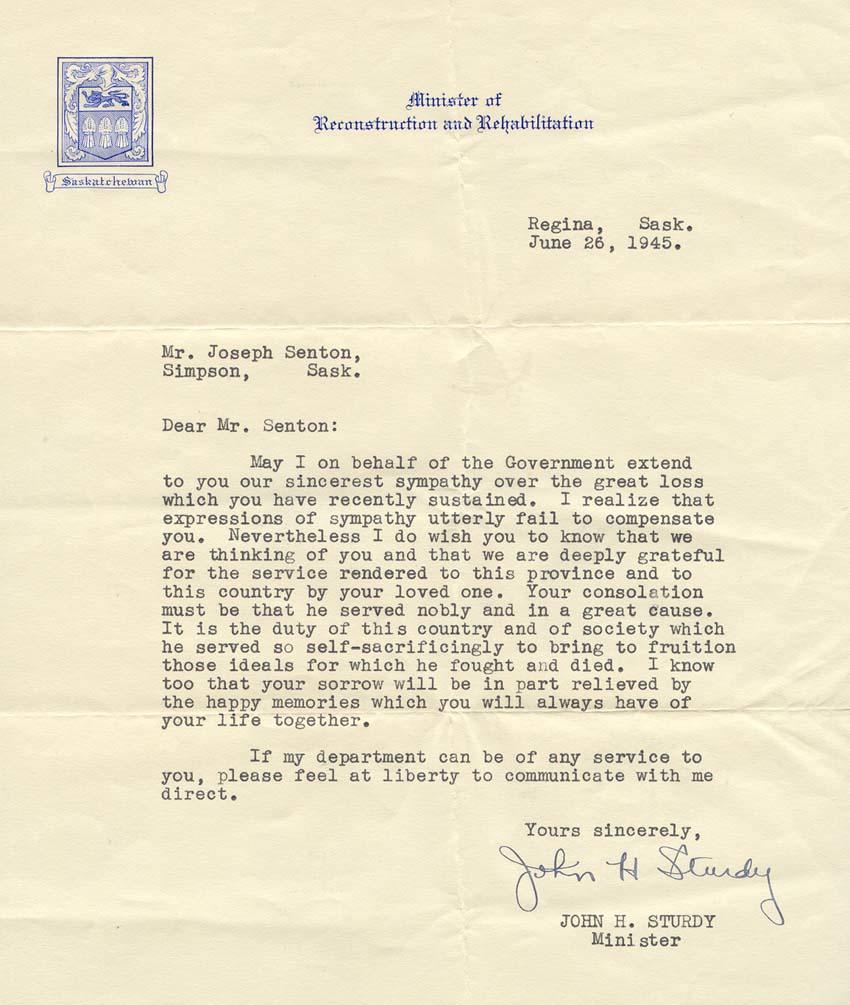 Minister of
Reconstruction and Rehabilitation
Saskatchewan
Regina, Sask.
June 26, 1945.
Mr. Joseph Senton,
Simpson, Sask.
Dear Mr. Senton:
May I on behalf of the Government extend
to you our sincerest sympathy over the great loss
which you have recently sustained. I realize that
expressions of sympathy utterly fail to compensate
you. Nevertheless I do wish you to know that we
are thinking of you and that we are deeply grateful
for the service rendered to this province and to
this country by your loved one. Your consolation
must be that he served nobly and in a great cause.
It is the duty of this country and of society which
he served so self-sacrificingly to bring to fruition
those ideals for which he fought and died. I know
too that your sorrow will be in part relieved by
the happy memories which you will always have of
your life together.
If my department can be of any service to
you, please feel at liberty to communicate with me
direct.
Yours sincerely,
John H Sturdy
JOHN H. STURDY
Minister